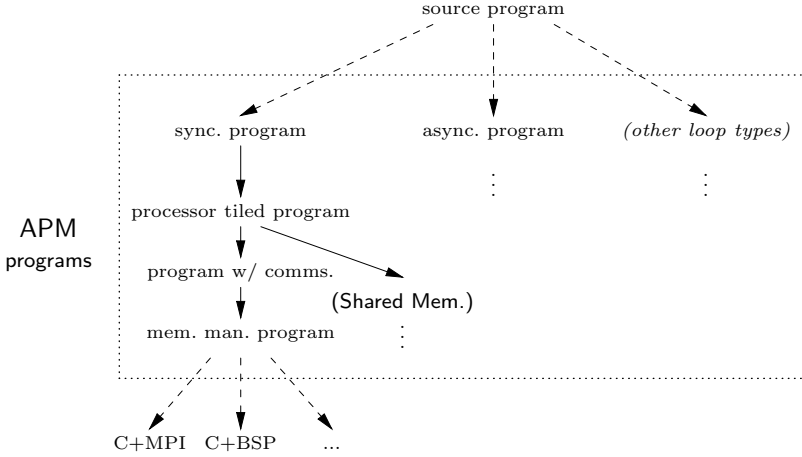 source program
sync. program
async. program
(other loop types)
processor tiled program
APM
programs
program w/ comms.
(Shared Mem.)
mem. man. program
C+MPI
C+BSP
...